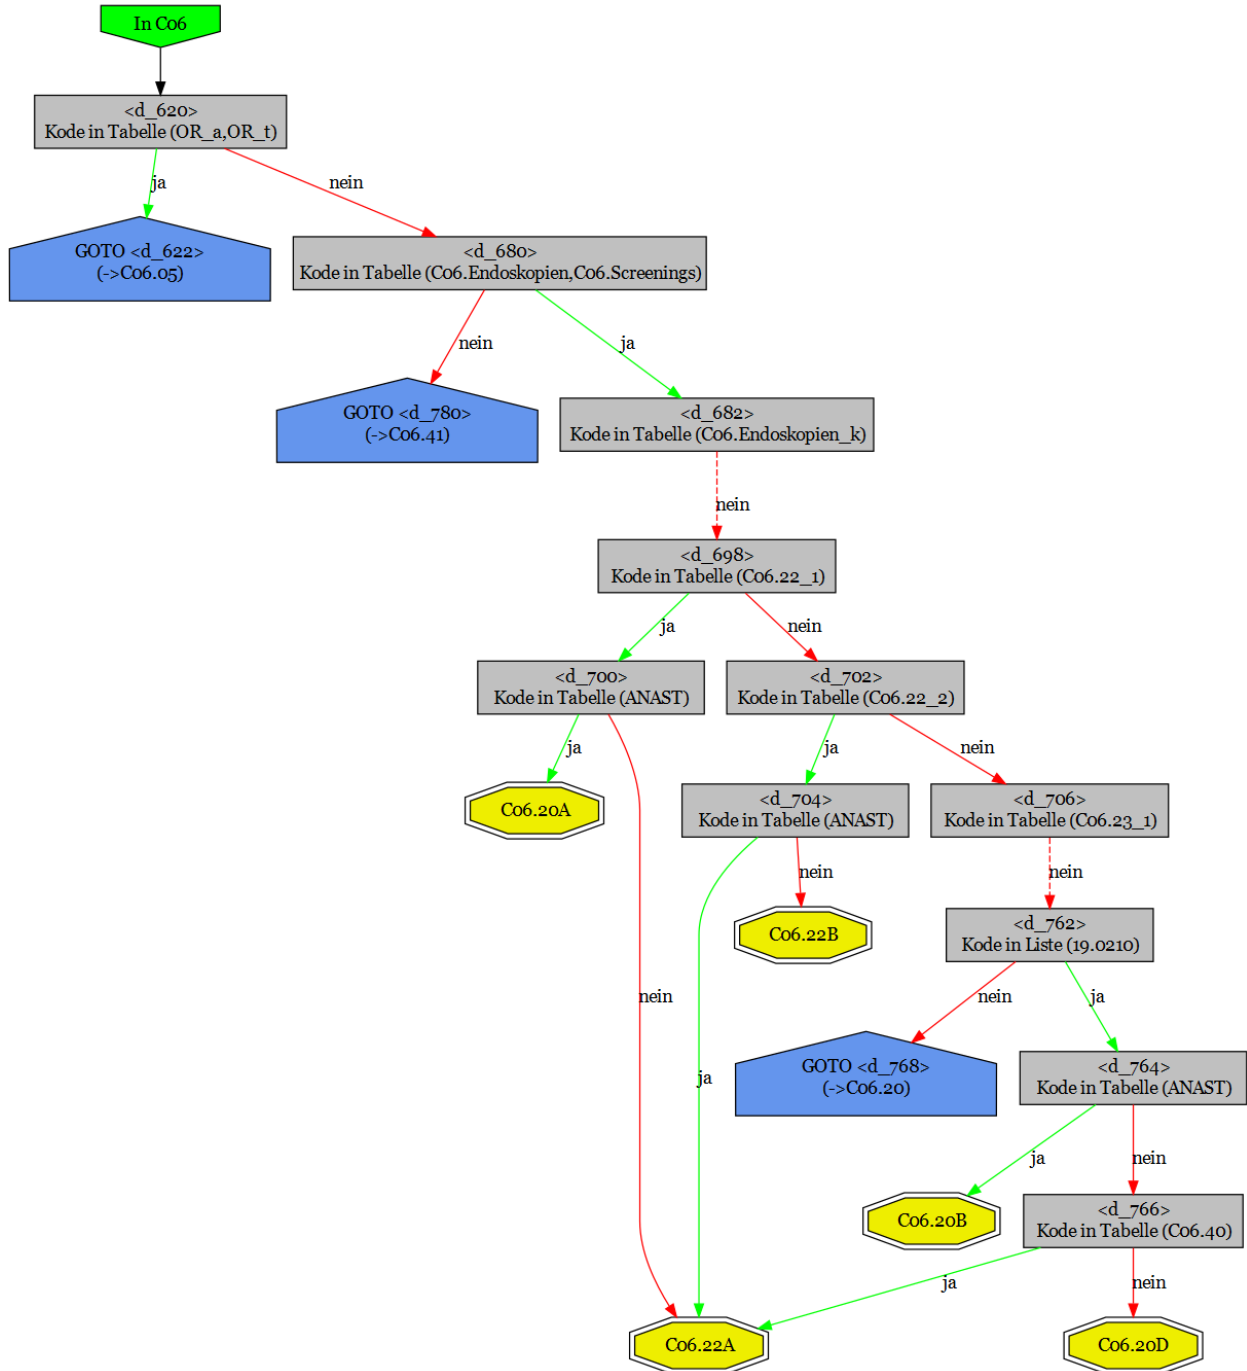 In C06
<d_620>
Kode in Tabelle (OR_a,OR_t)
ja
nein
GOTO <d_622>
(->C06.05)
<d_680>
Kode in Tabelle (C06.Endoskopien,C06.Screenings)
nein
ja
GOTO <d_780>
(->C06.41)
<d_682>
Kode in Tabelle (C06.Endoskopien_k)
nein
<d_698>
Kode in Tabelle (C06.22_1)
ja
nein
<d_700>
Kode in Tabelle (ANAST)
<d_702>
Kode in Tabelle (C06.22_2)
ja
ja
nein
C06.20A
<d_704>
Kode in Tabelle (ANAST)
<d_706>
Kode in Tabelle (C06.23_1)
nein
nein
C06.22B
<d_762>
Kode in Liste (19.0210)
nein
nein
ja
ja
GOTO <d_768>
(->C06.20)
<d_764>
Kode in Tabelle (ANAST)
ja
nein
C06.20B
<d_766>
Kode in Tabelle (C06.40)
ja
nein
C06.22A
C06.20D